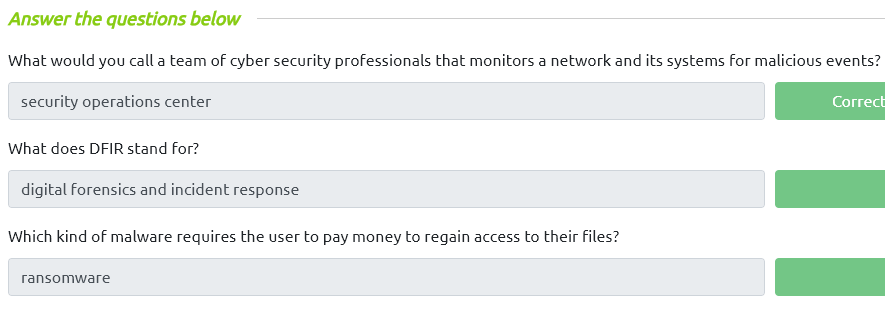 Answer the questions below
What would you call a team of cyber security professionals that monitors a network and its systems for malicious events?
security operations center
Correct
What does DFIR stand for?
digital forensics and incident response
Which kind of malware requires the user to pay money to regain access to their files?
ransomware